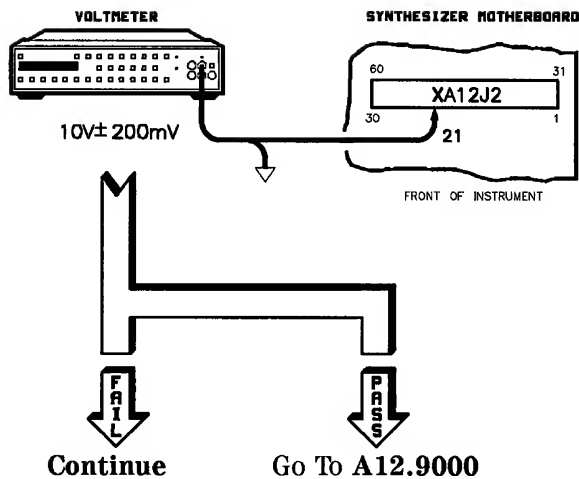 VOLTMETER
SYNTHESIZER MOTHERBOARD
60 31
XA12J2
30 21 1
10V± 200mV
FRONT OF INSTRUMENT
FAIL
PASS
Continue
Go To A12.9000